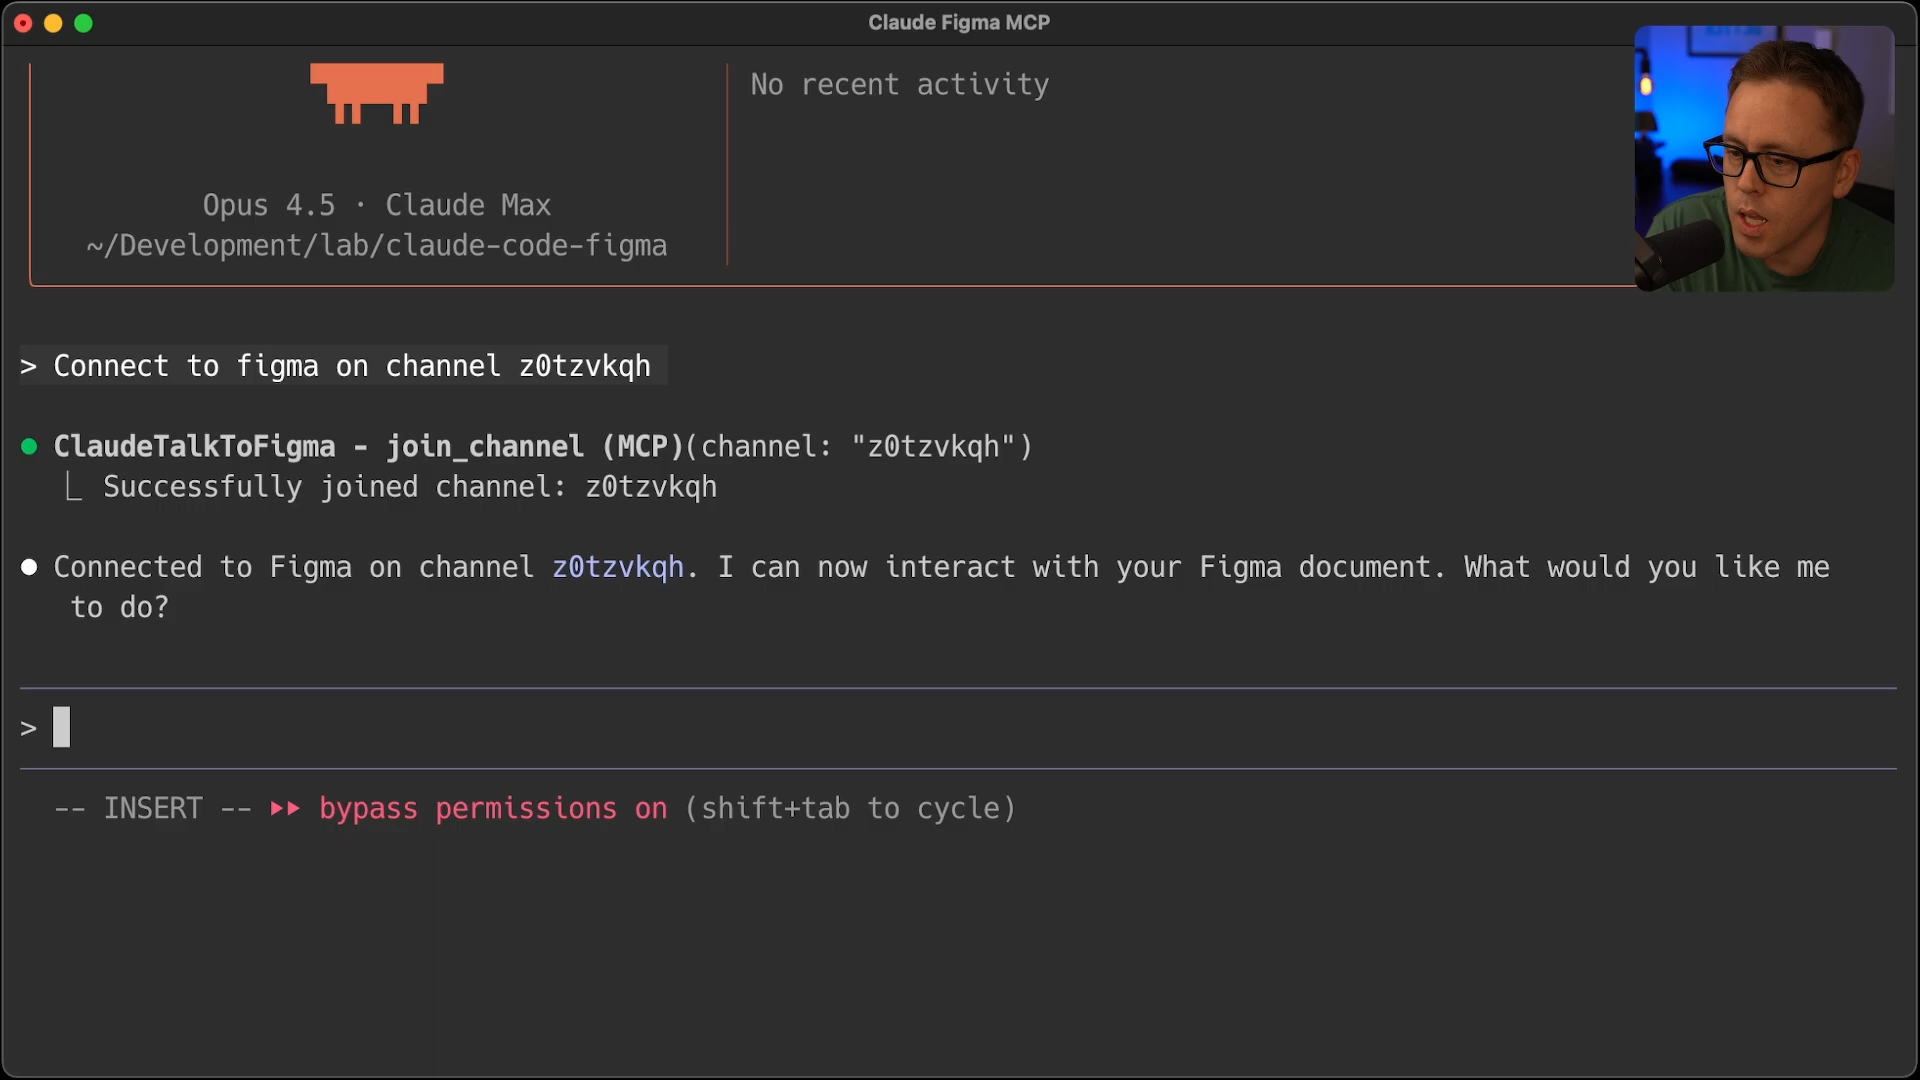 Claude Figma MCP
No recent activity
Opus 4.5 · Claude Max
~/Development/lab/claude-code-figma
> Connect to figma on channel z0tzvkqh
ClaudeTalkToFigma - join_channel (MCP)(channel: "z0tzvkqh")
Successfully joined channel: z0tzvkqh
Connected to Figma on channel z0tzvkqh. I can now interact with your Figma document. What would you like me
to do?
>
-- INSERT -- ⏵⏵ bypass permissions on (shift+tab to cycle)